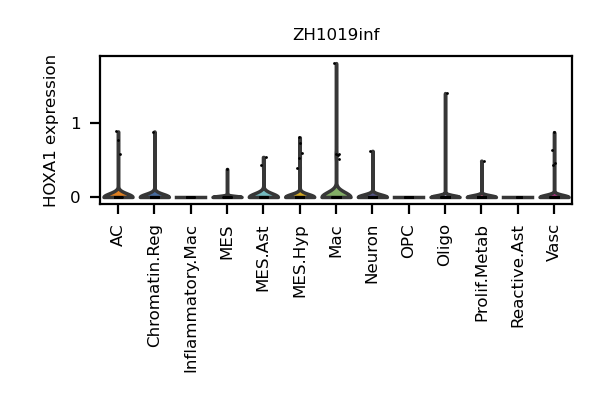 ZH1019inf
HOXA1 expression
1
0
AC
Chromatin.Reg
Inflammatory.Mac
MES
MES.Ast
MES.Hyp
Mac
Neuron
OPC
Oligo
Prolif.Metab
Reactive.Ast
Vasc